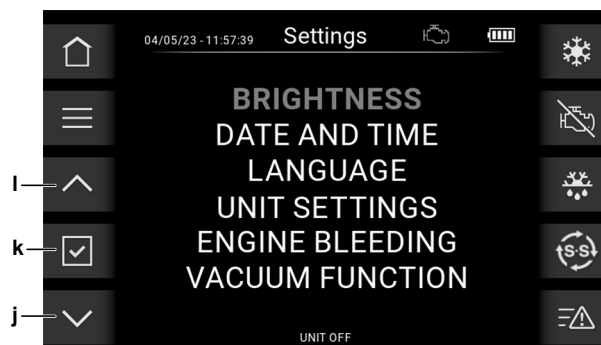 04/05/23 - 11:57:39 Settings
BRIGHTNESS
DATE AND TIME
l LANGUAGE
UNIT SETTINGS
k ENGINE BLEEDING S·S
VACUUM FUNCTION
j
UNIT OFF